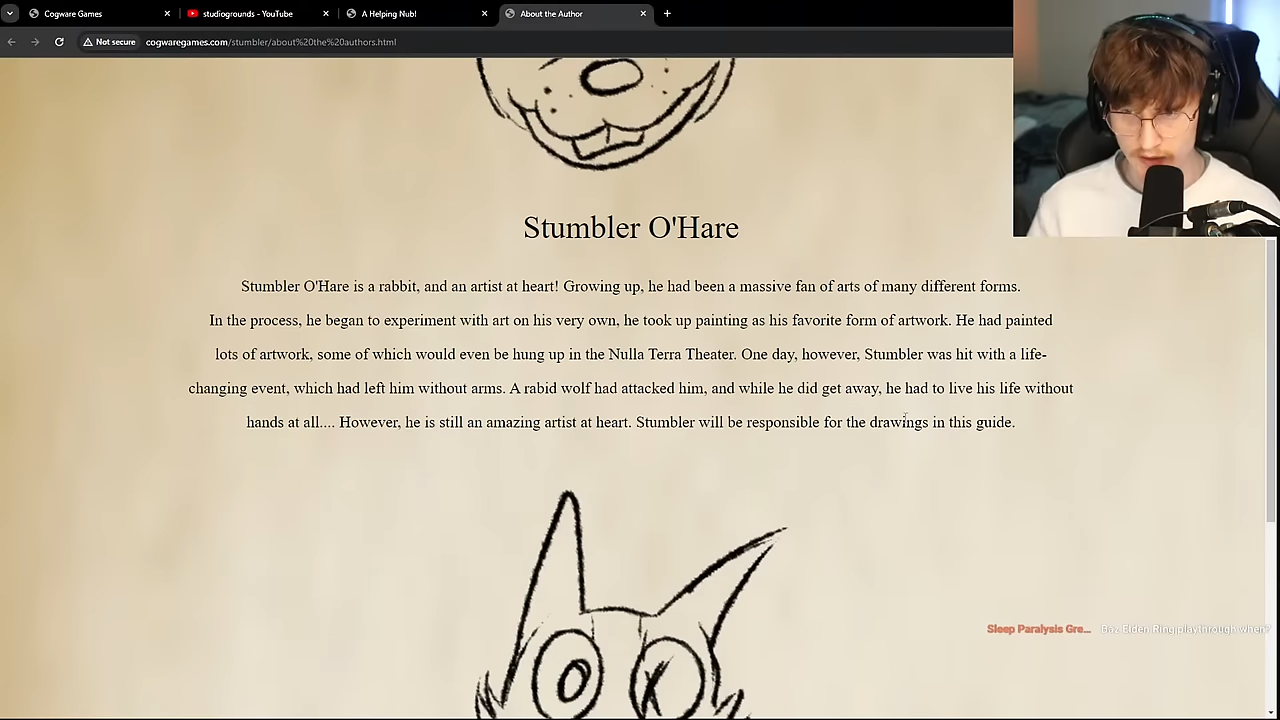 Cogware Games
studiogrounds - YouTube
A Helping Nub!
About the Author
Not secure
cogwaregames.com/stumbler/about%20the%20authors.html
Stumbler O'Hare
Stumbler O'Hare is a rabbit, and an artist at heart! Growing up, he had been a massive fan of arts of many different forms.
In the process, he began to experiment with art on his very own, he took up painting as his favorite form of artwork. He had painted
lots of artwork, some of which would even be hung up in the Nulla Terra Theater. One day, however, Stumbler was hit with a life-
changing event, which had left him without arms. A rabid wolf had attacked him, and while he did get away, he had to live his life without
hands at all.... However, he is still an amazing artist at heart. Stumbler will be responsible for the drawings in this guide.
Sleep Paralysis Gre... Baz Elden Ring playthrough when?